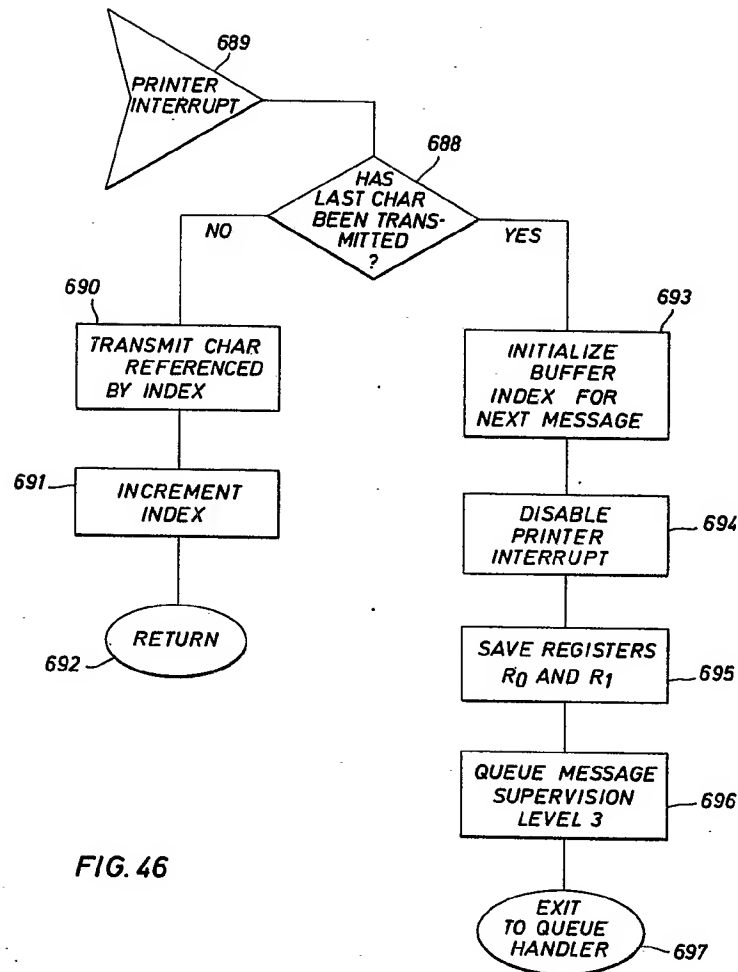 689
PRINTER
INTERRUPT
688
HAS
LAST CHAR
BEEN TRANS-
MITTED
?
NO
YES
690
TRANSMIT CHAR
REFERENCED
BY INDEX
691
INCREMENT
INDEX
692
RETURN
693
INITIALIZE
BUFFER
INDEX FOR
NEXT MESSAGE
DISABLE
PRINTER
INTERRUPT
694
SAVE REGISTERS
R0 AND R1
695
QUEUE MESSAGE
SUPERVISION
LEVEL 3
696
EXIT
TO QUEUE
HANDLER
697
FIG. 46